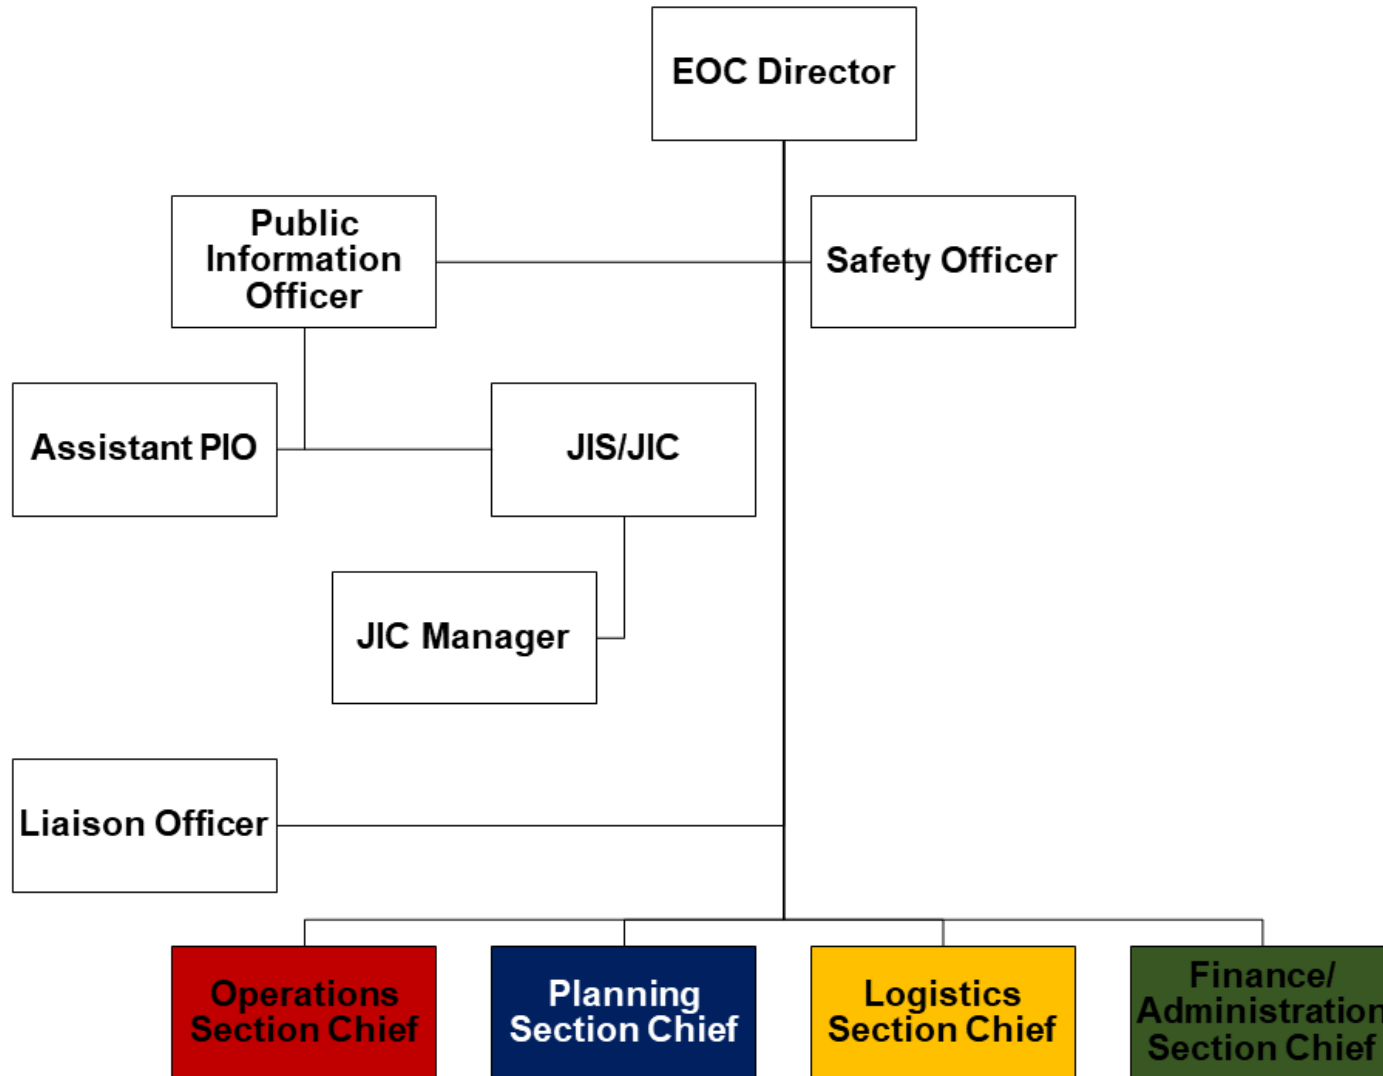 EOC Director
Public
Information
Officer
Safety Officer
Assistant PIO
JIS/JIC
JIC Manager
Liaison Officer
Operations
Section Chief
Planning
Section Chief
Logistics
Section Chief
Finance/
Administration
Section Chief